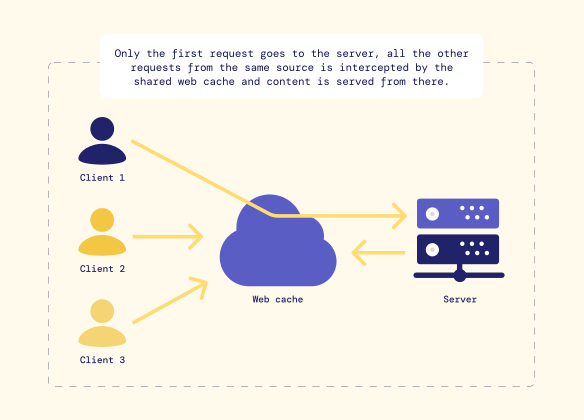 Only the first request goes to the server, all the other
requests from the same source is intercepted by the
shared web cache and content is served from there.
Client 1
Client 2
Client 3
Web cache
Server